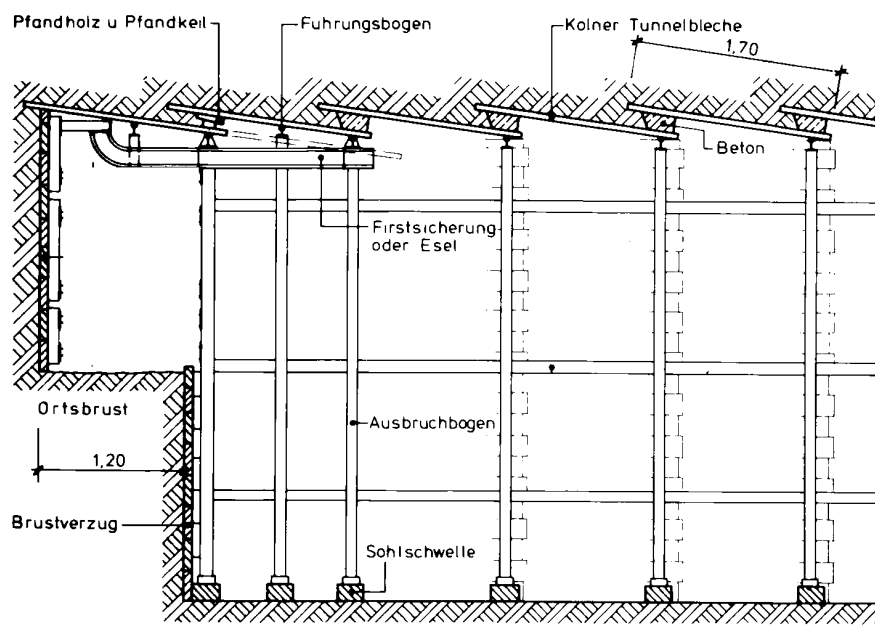 Pfandholz u Pfandkeil
Fuhrungsbogen
Kolner Tunnelbleche
1,70
Beton
Firstsicherung
oder Esel
Ortsbrust
Ausbruchbogen
1,20
Brustverzug
Sohlschwelle